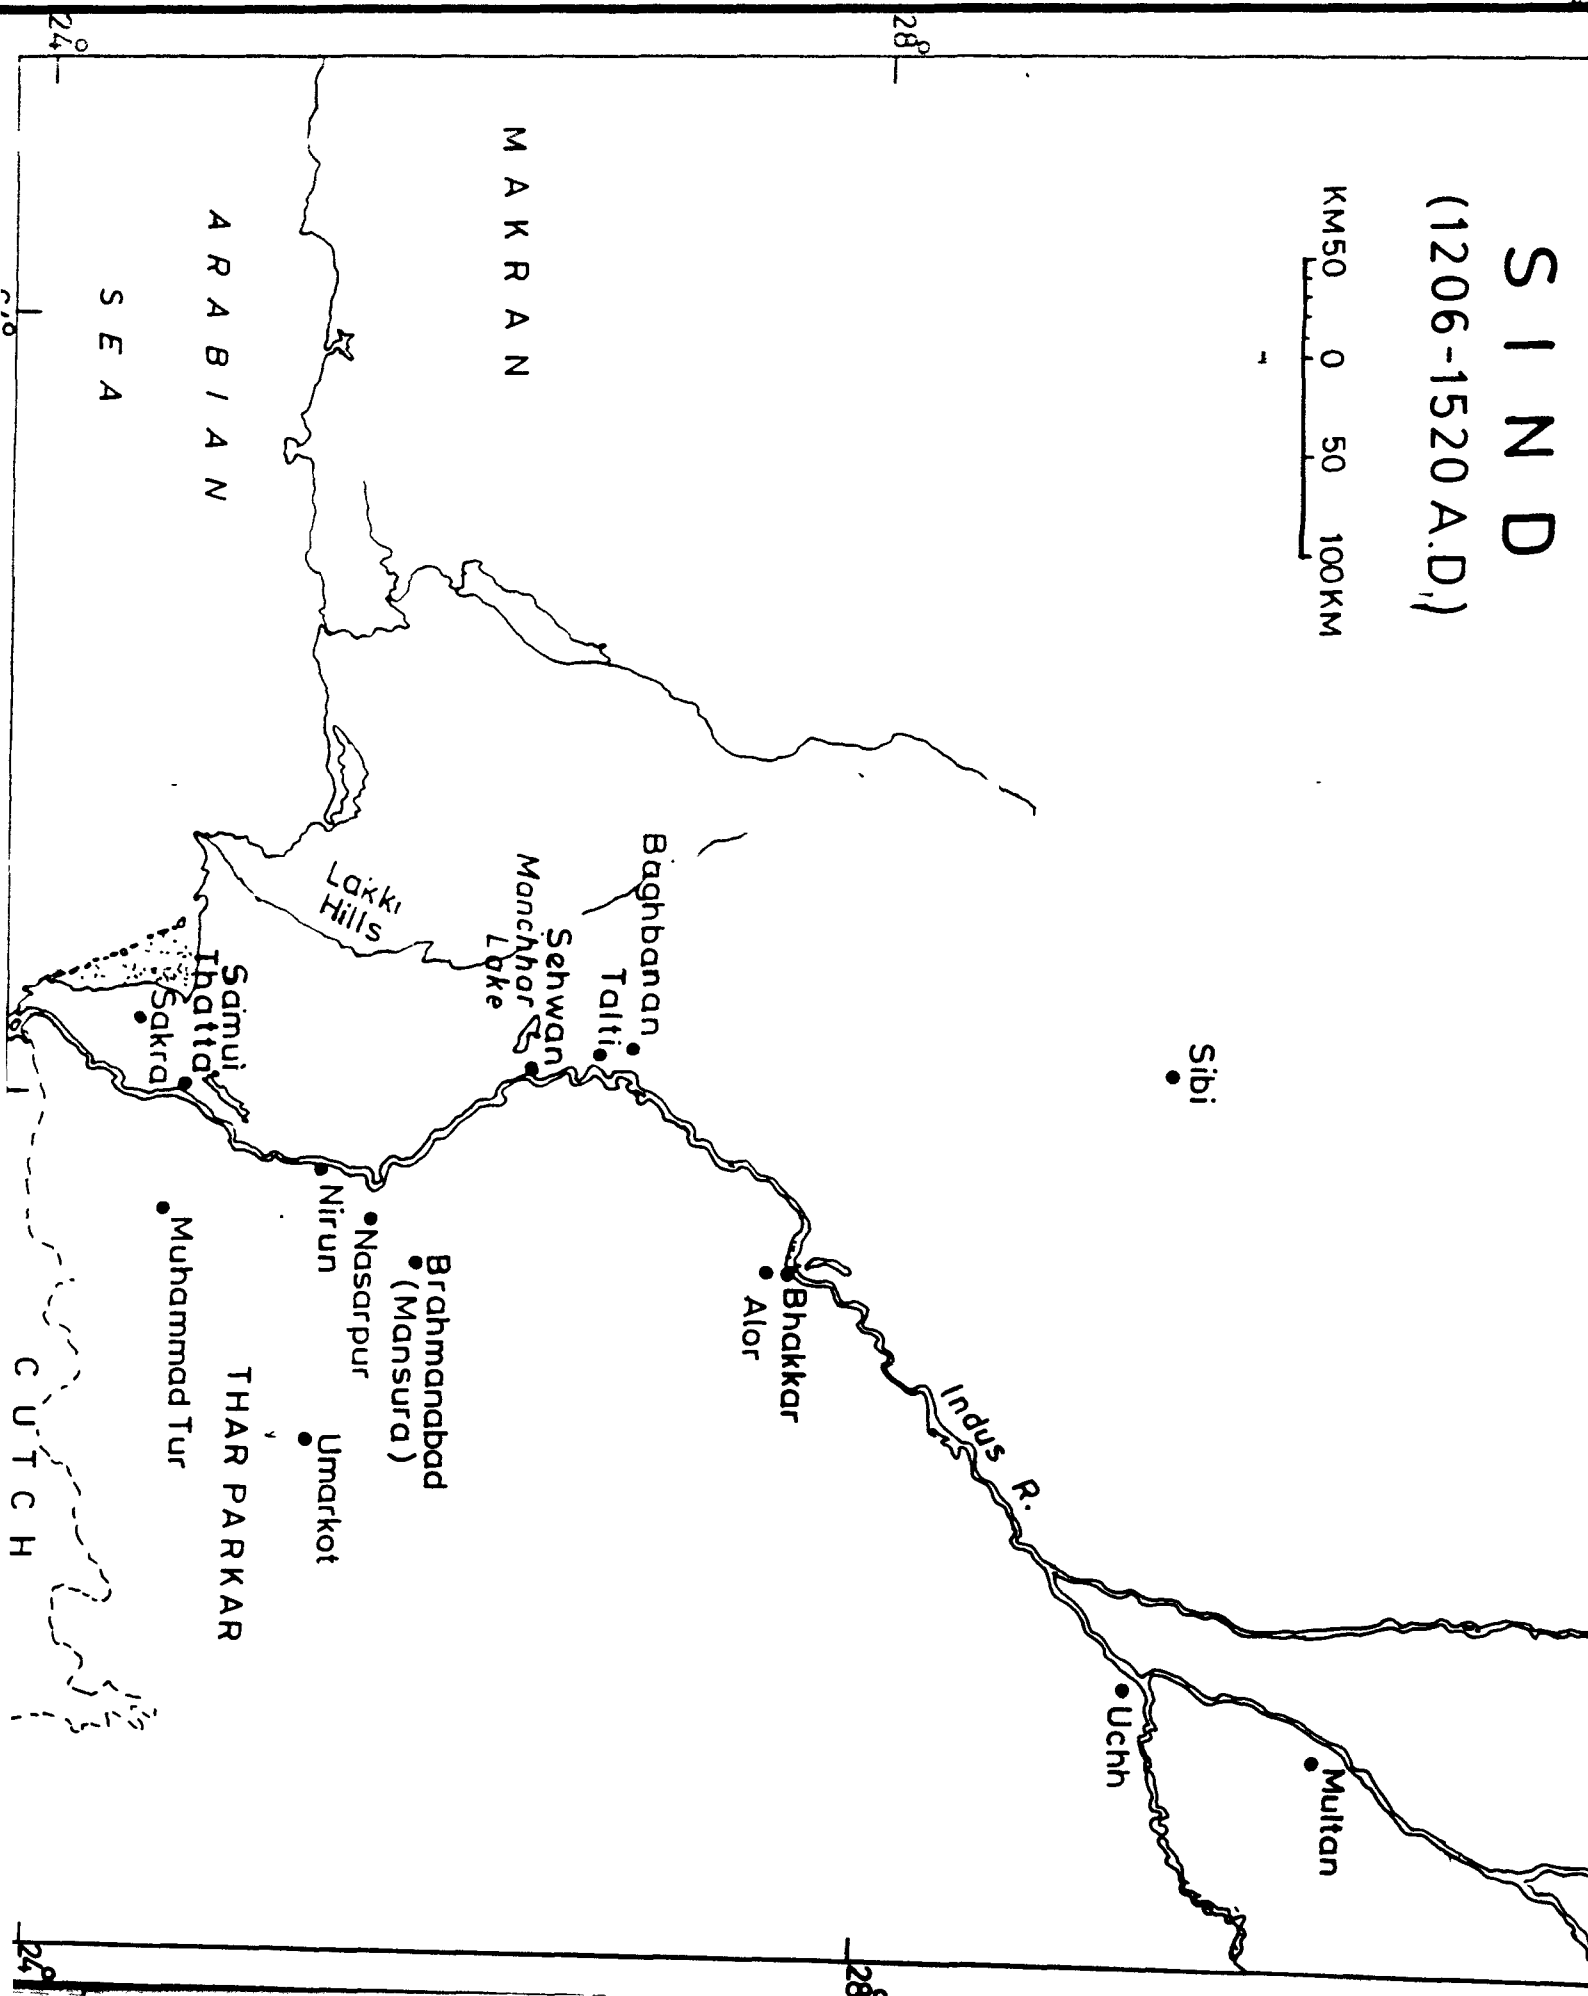 SIND
(1206-1520 A.D.)
KM50 0 50 100KM
28°
24°
MAKRAN
ARABIAN
SEA
Sibi
Baghbanan
Talti
Sehwan
Manchhar
Lake
Lakki
Hills
Samui
Thatta
Sakra
Nirun
Nasarpur
Brahmanabad
(Mansura)
Muhammad Tur
Umarkot
THAR PARKAR
CUTCH
Bhakkar
Alor
Indus R.
Uchh
Multan
28°
24°